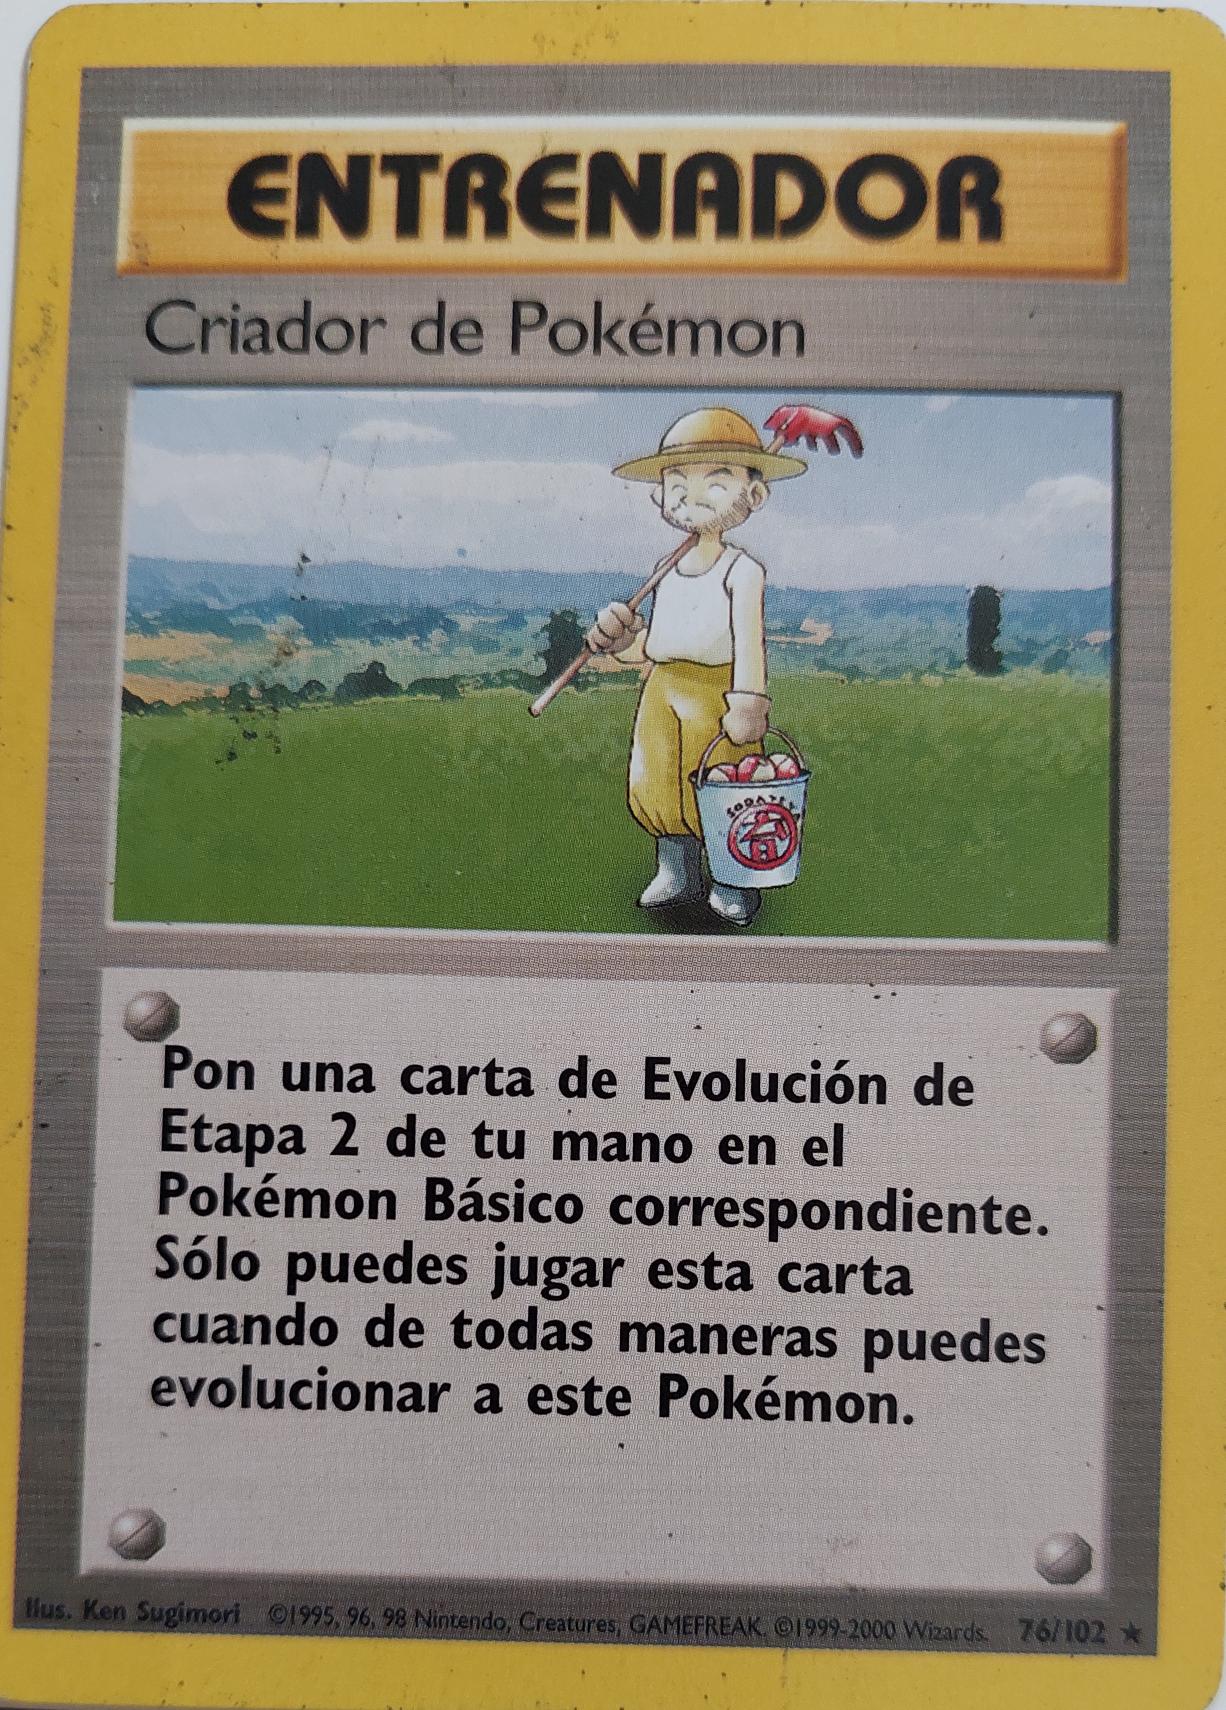 ENTRENADOR
Criador de Pokémon
SODATEYA
育
Pon una carta de Evolución de
Etapa 2 de tu mano en el
Pokémon Básico correspondiente.
Sólo puedes jugar esta carta
cuando de todas maneras puedes
evolucionar a este Pokémon.
Ilus. Ken Sugimori ©1995, 96, 98 Nintendo, Creatures, GAMEFREAK. ©1999-2000 Wizards. 76/102 ★